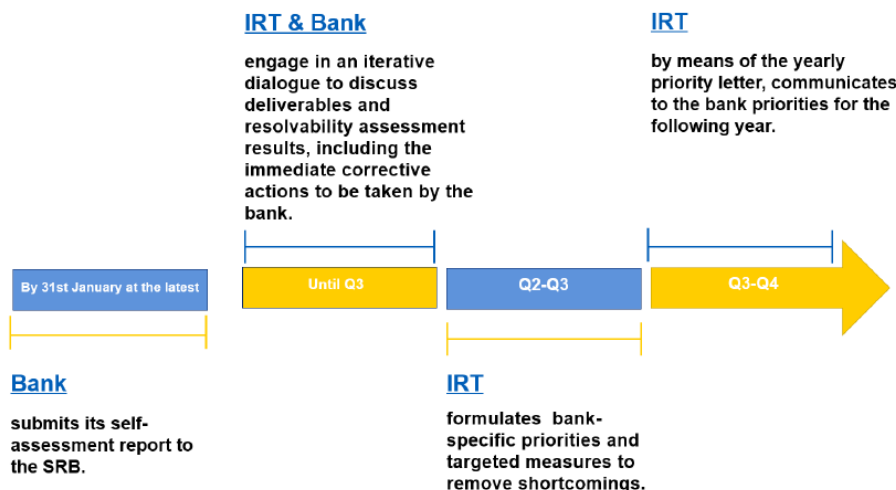 IRT & Bank
engage in an iterative
dialogue to discuss
deliverables and
resolvability assessment
results, including the
immediate corrective
actions to be taken by the
bank.
IRT
by means of the yearly
priority letter, communicates
to the bank priorities for the
following year.
By 31st January at the latest
Until Q3
Q2-Q3
Q3-Q4
Bank
submits its self-
assessment report to
the SRB.
IRT
formulates bank-
specific priorities and
targeted measures to
remove shortcomings.